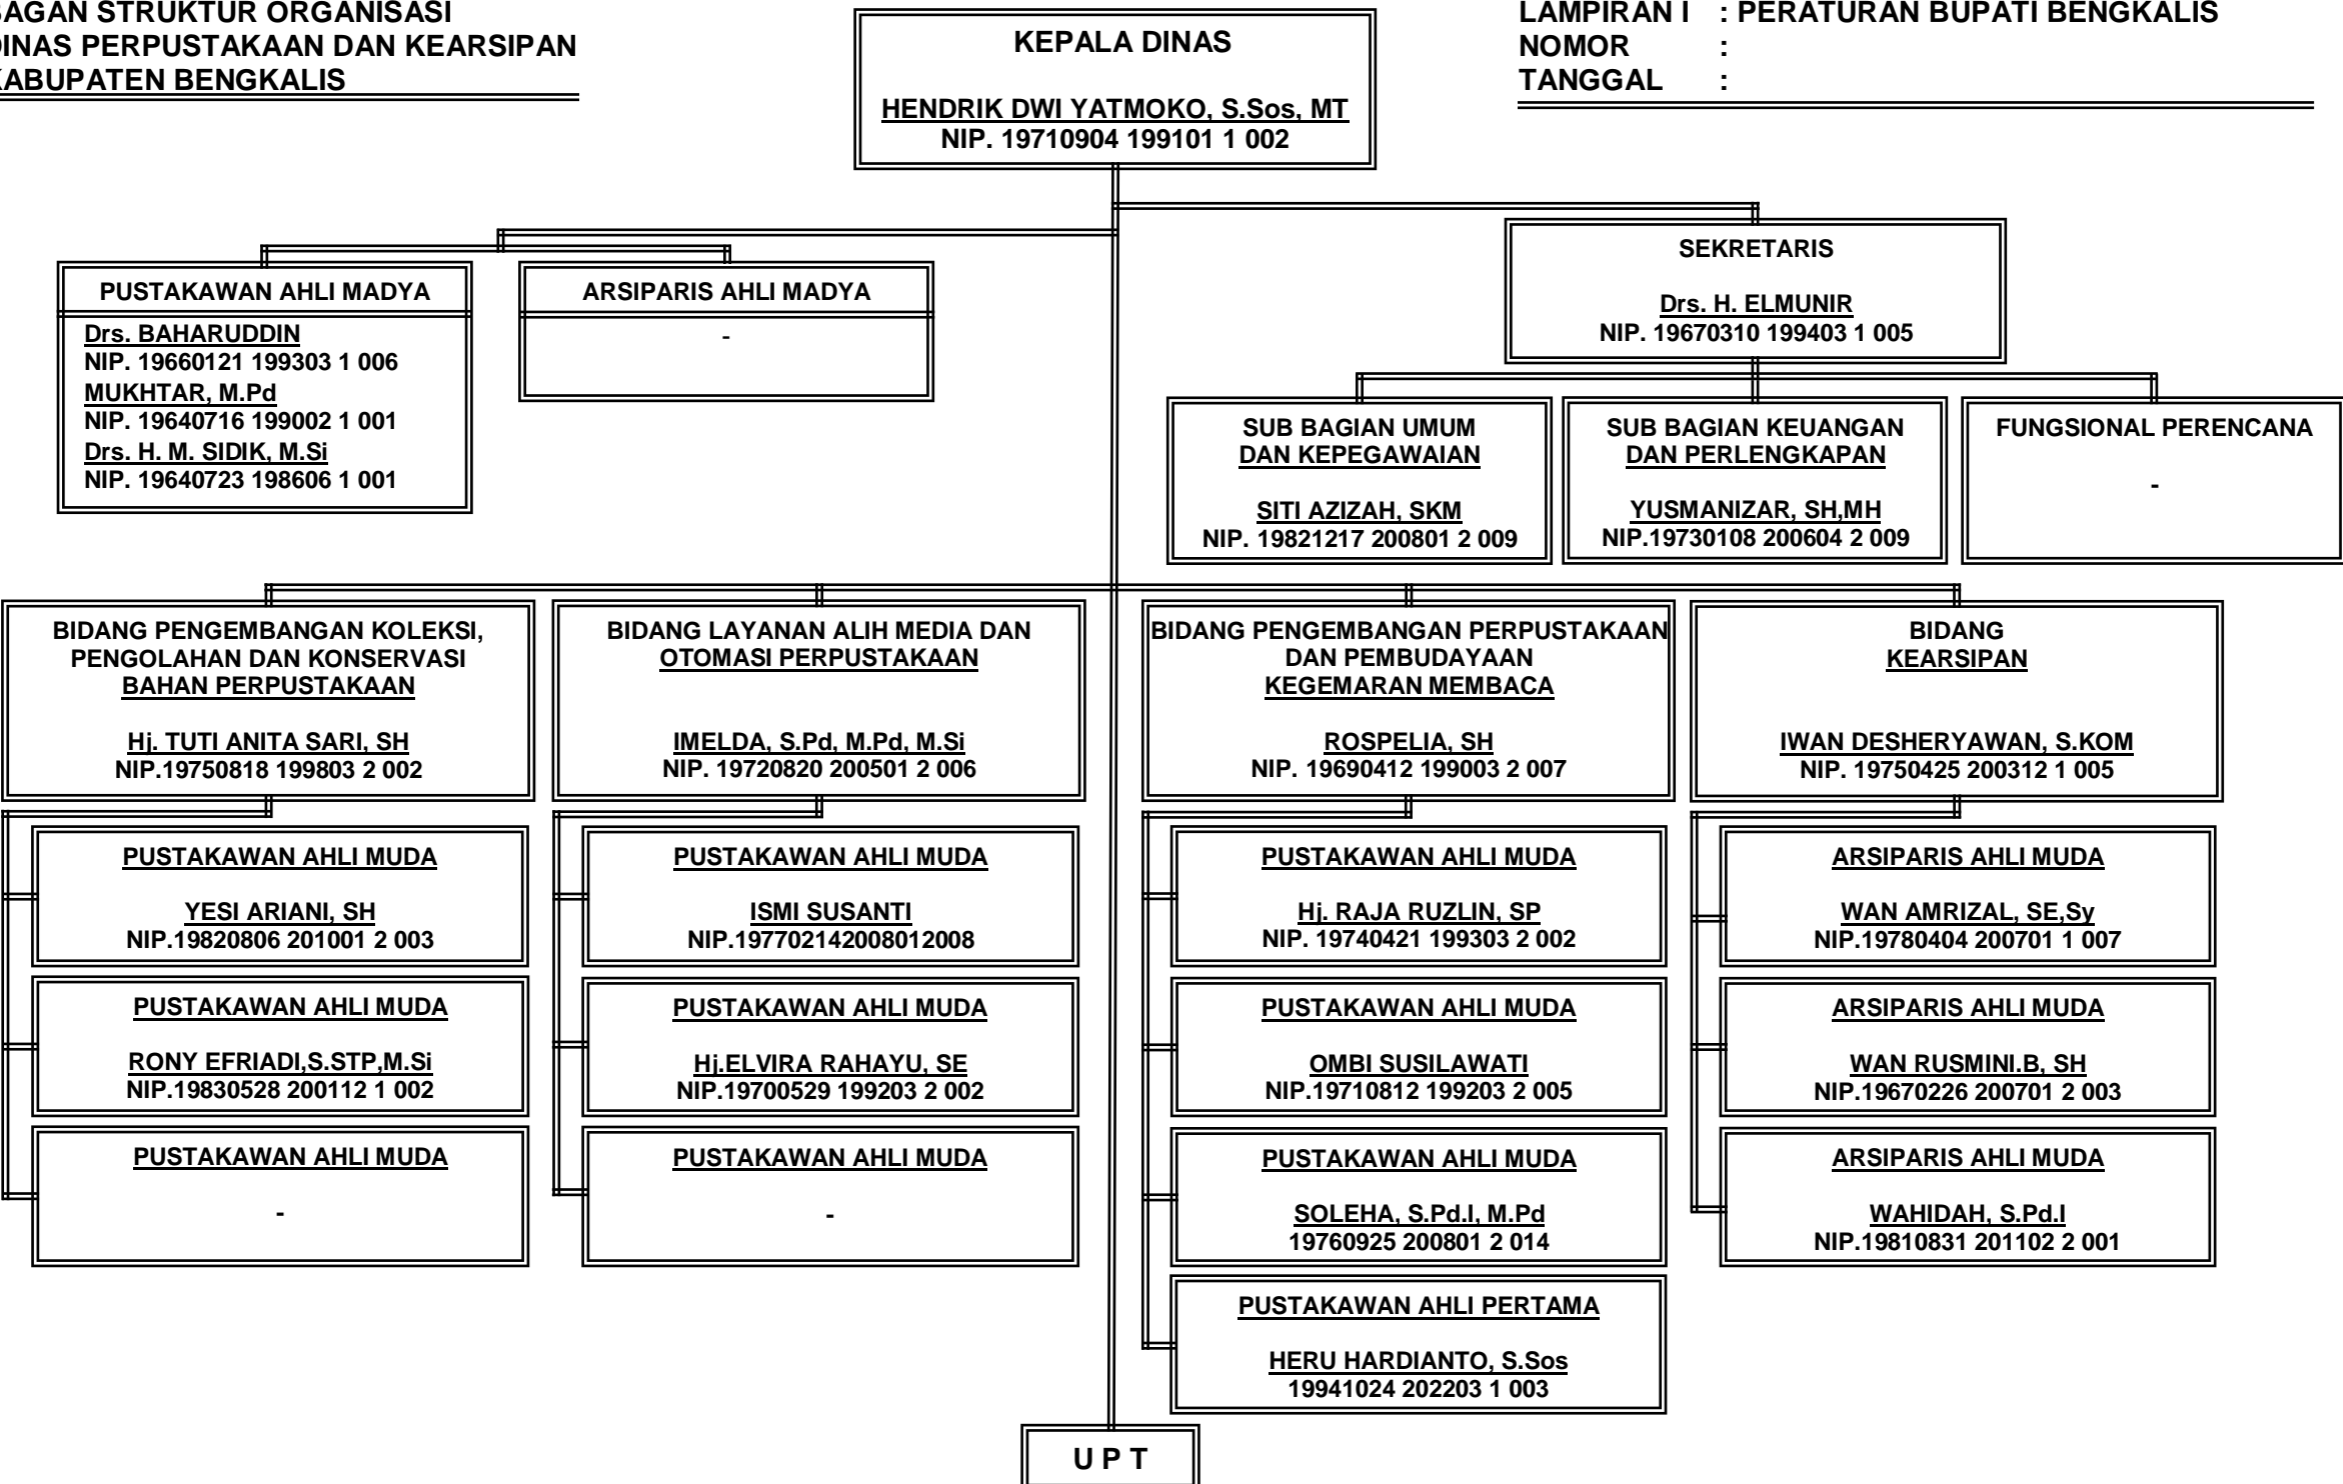 BAGAN STRUKTUR ORGANISASI
DINAS PERPUSTAKAAN DAN KEARSIPAN
KABUPATEN BENGKALIS
LAMPIRAN I : PERATURAN BUPATI BENGKALIS
NOMOR :
TANGGAL :
KEPALA DINAS
HENDRIK DWI YATMOKO, S.Sos, MT
NIP. 19710904 199101 1 002
SEKRETARIS
Drs. H. ELMUNIR
NIP. 19670310 199403 1 005
PUSTAKAWAN AHLI MADYA
Drs. BAHARUDDIN
NIP. 19660121 199303 1 006
MUKHTAR, M.Pd
NIP. 19640716 199002 1 001
Drs. H. M. SIDIK, M.Si
NIP. 19640723 198606 1 001
ARSIPARIS AHLI MADYA
-
SUB BAGIAN UMUM
DAN KEPEGAWAIAN
SITI AZIZAH, SKM
NIP. 19821217 200801 2 009
SUB BAGIAN KEUANGAN
DAN PERLENGKAPAN
YUSMANIZAR, SH,MH
NIP.19730108 200604 2 009
FUNGSIONAL PERENCANA
-
BIDANG PENGEMBANGAN KOLEKSI,
PENGOLAHAN DAN KONSERVASI
BAHAN PERPUSTAKAAN
Hj. TUTI ANITA SARI, SH
NIP.19750818 199803 2 002
PUSTAKAWAN AHLI MUDA
YESI ARIANI, SH
NIP.19820806 201001 2 003
PUSTAKAWAN AHLI MUDA
RONY EFRIADI,S.STP,M.Si
NIP.19830528 200112 1 002
PUSTAKAWAN AHLI MUDA
-
BIDANG LAYANAN ALIH MEDIA DAN
OTOMASI PERPUSTAKAAN
IMELDA, S.Pd, M.Pd, M.Si
NIP. 19720820 200501 2 006
PUSTAKAWAN AHLI MUDA
ISMI SUSANTI
NIP.197702142008012008
PUSTAKAWAN AHLI MUDA
Hj.ELVIRA RAHAYU, SE
NIP.19700529 199203 2 002
PUSTAKAWAN AHLI MUDA
-
BIDANG PENGEMBANGAN PERPUSTAKAAN
DAN PEMBUDAYAAN
KEGEMARAN MEMBACA
ROSPELIA, SH
NIP. 19690412 199003 2 007
PUSTAKAWAN AHLI MUDA
Hj. RAJA RUZLIN, SP
NIP. 19740421 199303 2 002
PUSTAKAWAN AHLI MUDA
OMBI SUSILAWATI
NIP.19710812 199203 2 005
PUSTAKAWAN AHLI MUDA
SOLEHA, S.Pd.I, M.Pd
19760925 200801 2 014
PUSTAKAWAN AHLI PERTAMA
HERU HARDIANTO, S.Sos
19941024 202203 1 003
BIDANG
KEARSIPAN
IWAN DESHERYAWAN, S.KOM
NIP. 19750425 200312 1 005
ARSIPARIS AHLI MUDA
WAN AMRIZAL, SE,Sy
NIP.19780404 200701 1 007
ARSIPARIS AHLI MUDA
WAN RUSMINI.B, SH
NIP.19670226 200701 2 003
ARSIPARIS AHLI MUDA
WAHIDAH, S.Pd.I
NIP.19810831 201102 2 001
U P T